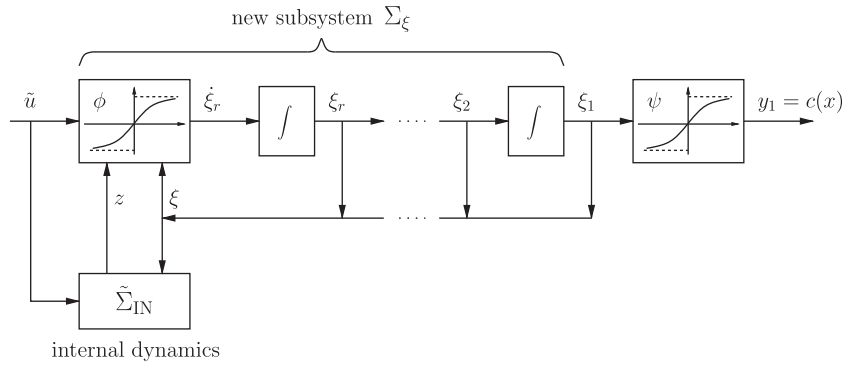 new subsystem Σ_ξ
ũ
ϕ
ξ̇_r
∫
ξ_r
····
ξ_2
∫
ξ_1
ψ
y_1 = c(x)
z
ξ
····
Σ̃_IN
internal dynamics